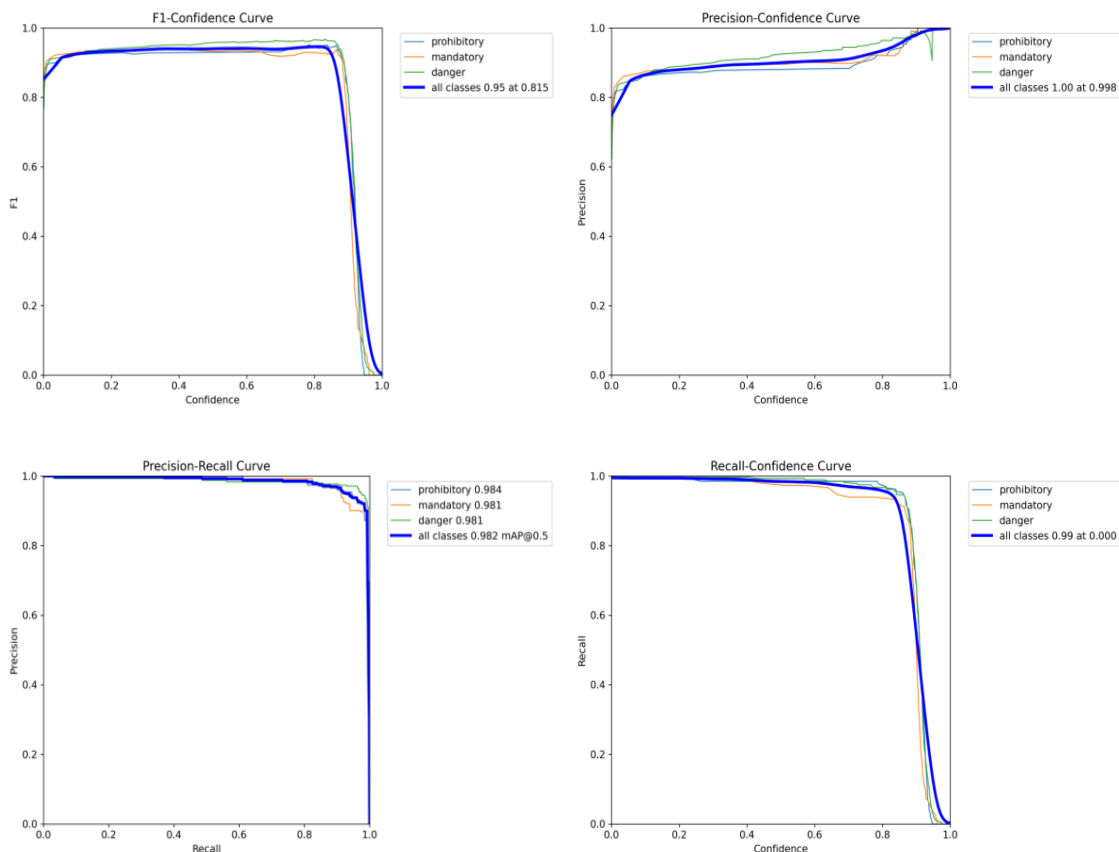 F1-Confidence Curve
1.0
0.8
0.6
0.4
0.2
0.0
F1
0.0 0.2 0.4 0.6 0.8 1.0
Confidence
prohibitory
mandatory
danger
all classes 0.95 at 0.815
Precision-Confidence Curve
1.0
0.8
0.6
0.4
0.2
0.0
Precision
0.0 0.2 0.4 0.6 0.8 1.0
Confidence
prohibitory
mandatory
danger
all classes 1.00 at 0.998
Precision-Recall Curve
1.0
0.8
0.6
0.4
0.2
0.0
Precision
0.0 0.2 0.4 0.6 0.8 1.0
Recall
prohibitory 0.984
mandatory 0.981
danger 0.981
all classes 0.982 mAP@0.5
Recall-Confidence Curve
1.0
0.8
0.6
0.4
0.2
0.0
Recall
0.0 0.2 0.4 0.6 0.8 1.0
Confidence
prohibitory
mandatory
danger
all classes 0.99 at 0.000